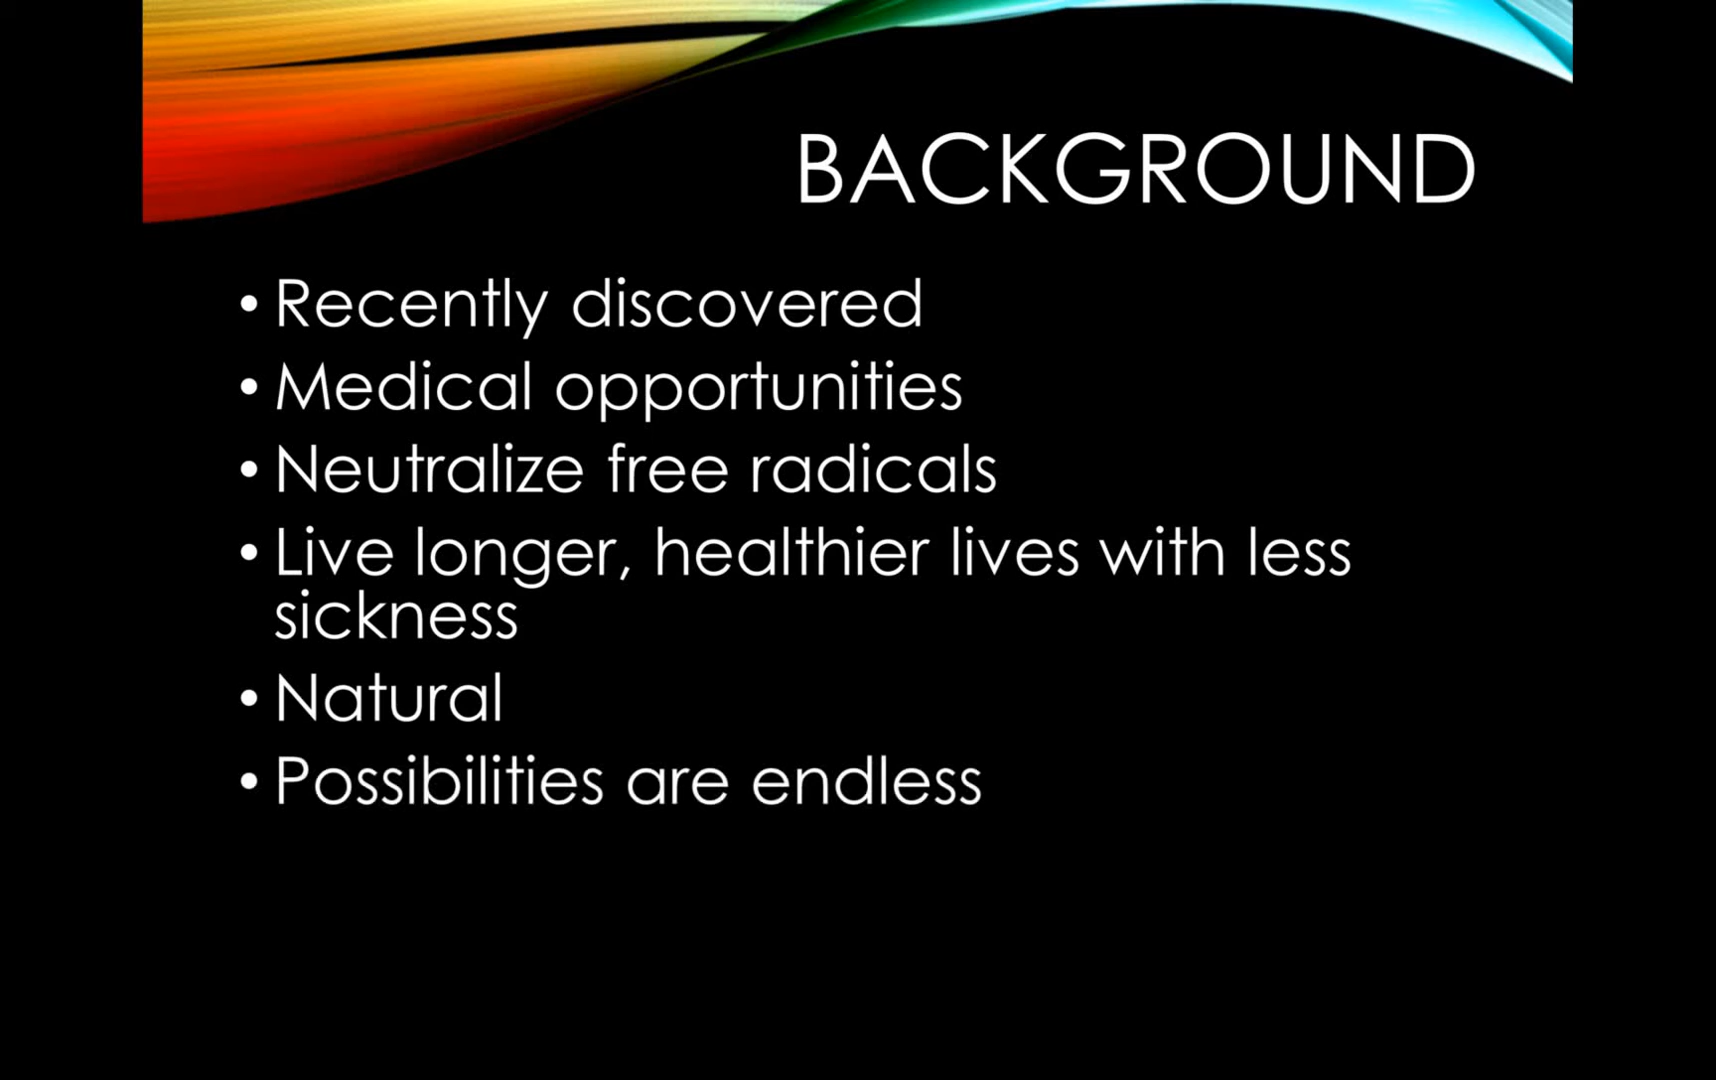 BACKGROUND
• Recently discovered
• Medical opportunities
• Neutralize free radicals
• Live longer, healthier lives with less
sickness
• Natural
• Possibilities are endless